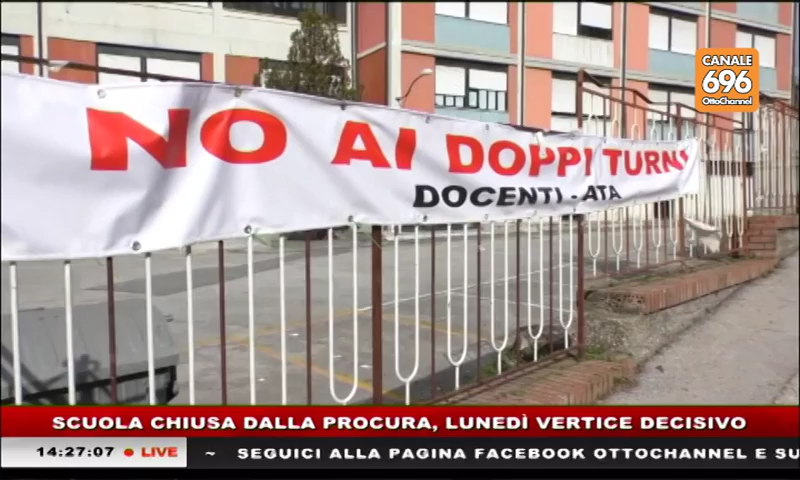 CANALE
696
OttoChannel
NO AI DOPPI TURNI
DOCENTI - ATA
SCUOLA CHIUSA DALLA PROCURA, LUNEDÌ VERTICE DECISIVO
14:27:07 ● LIVE ~ SEGUICI ALLA PAGINA FACEBOOK OTTOCHANNEL E SU